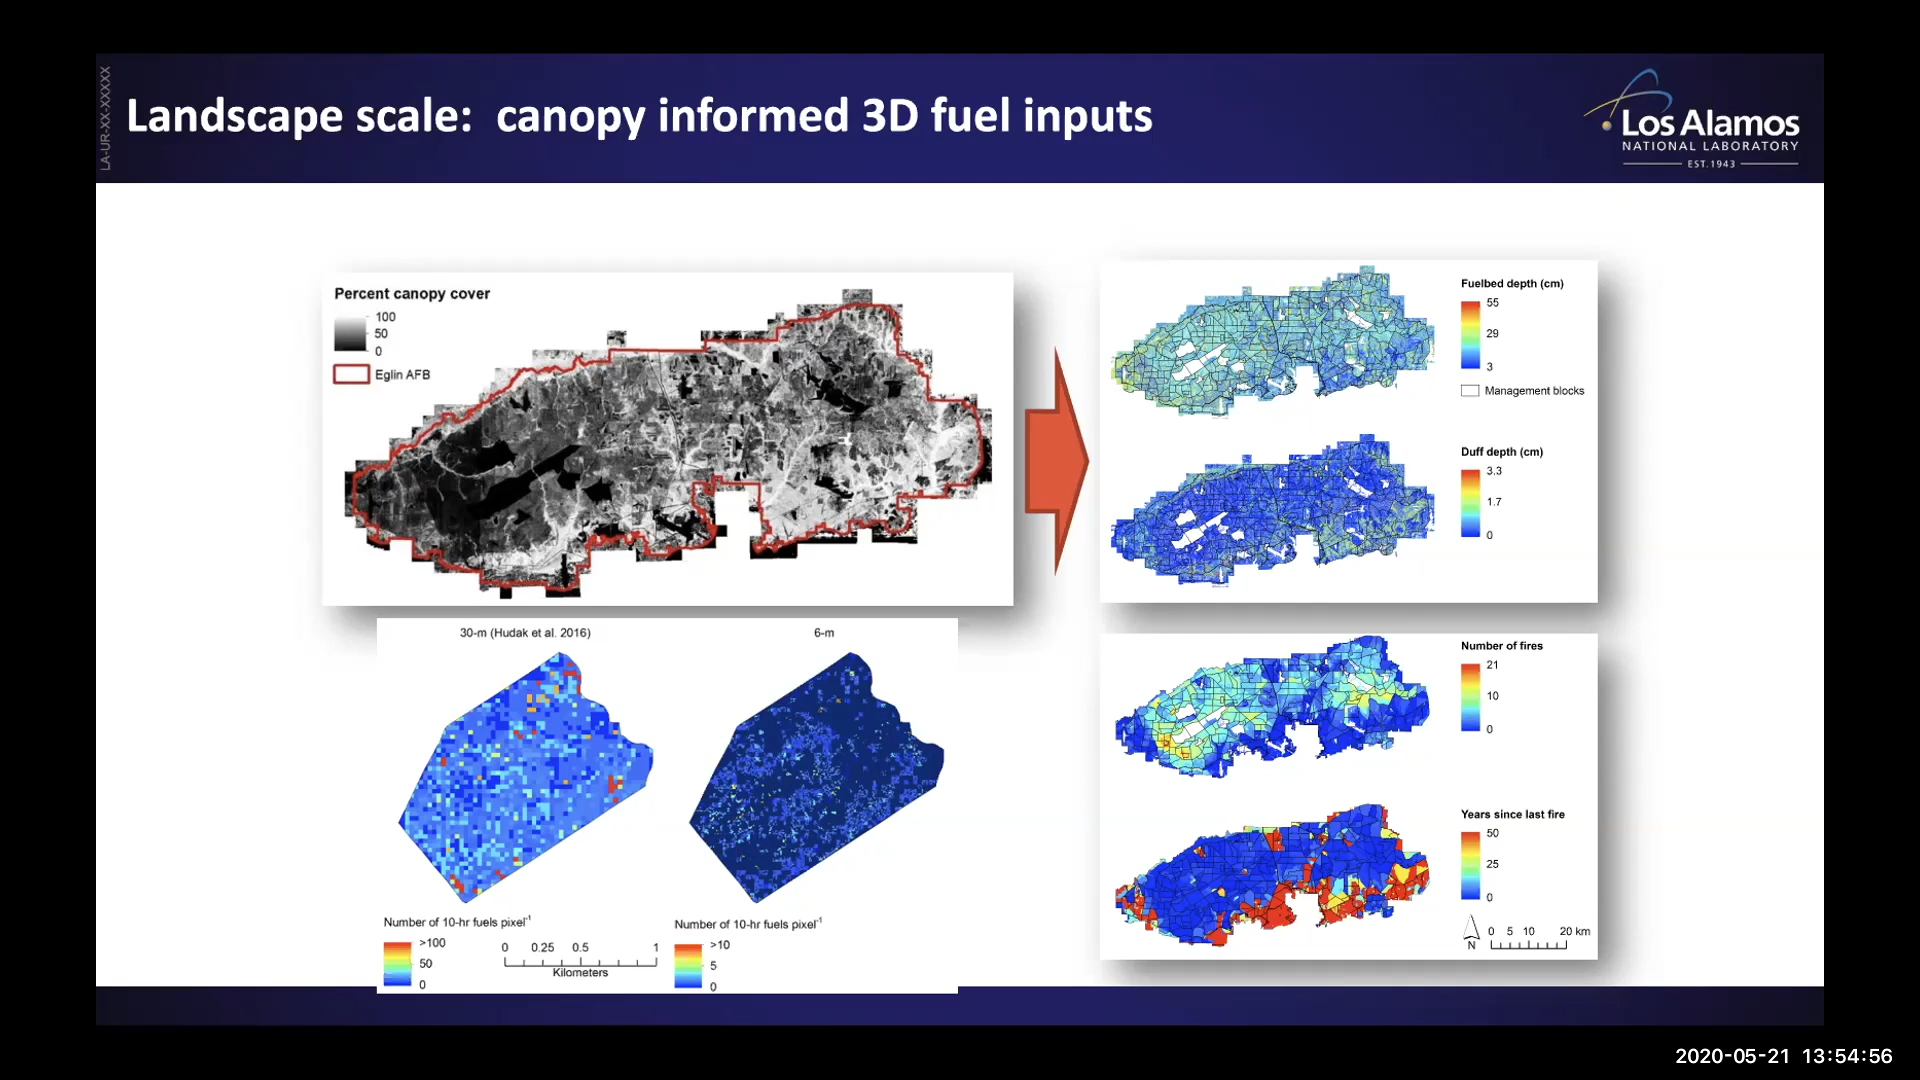 LA-UR-XX-XXXXX
Landscape scale:  canopy informed 3D fuel inputs
Los Alamos
NATIONAL LABORATORY
EST.1943
Percent canopy cover
100
50
0
Eglin AFB
Fuelbed depth (cm)
55
29
3
Management blocks
Duff depth (cm)
3.3
1.7
0
30-m (Hudak et al. 2016)
6-m
Number of 10-hr fuels pixel-1
>100
50
0
0 0.25 0.5 1
Kilometers
Number of 10-hr fuels pixel-1
>10
5
0
Number of fires
21
10
0
Years since last fire
50
25
0
N
0 5 10 20 km
2020-05-21 13:54:56